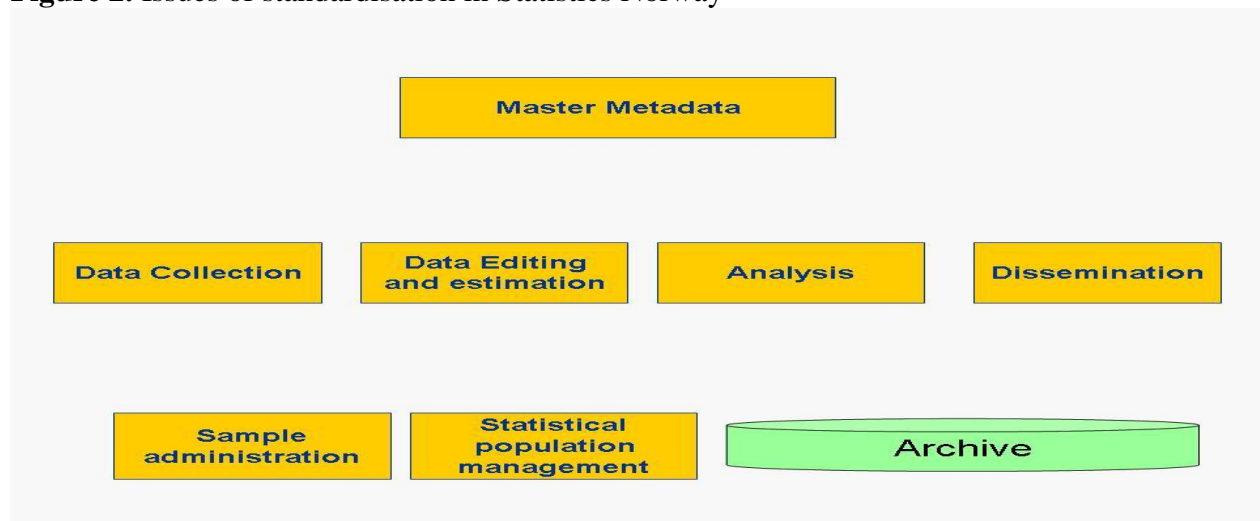 Figure 2. Issues of standardisation in Statistics Norway
Master Metadata
Data Collection
Data Editing
and estimation
Analysis
Dissemination
Sample
administration
Statistical
population
management
Archive